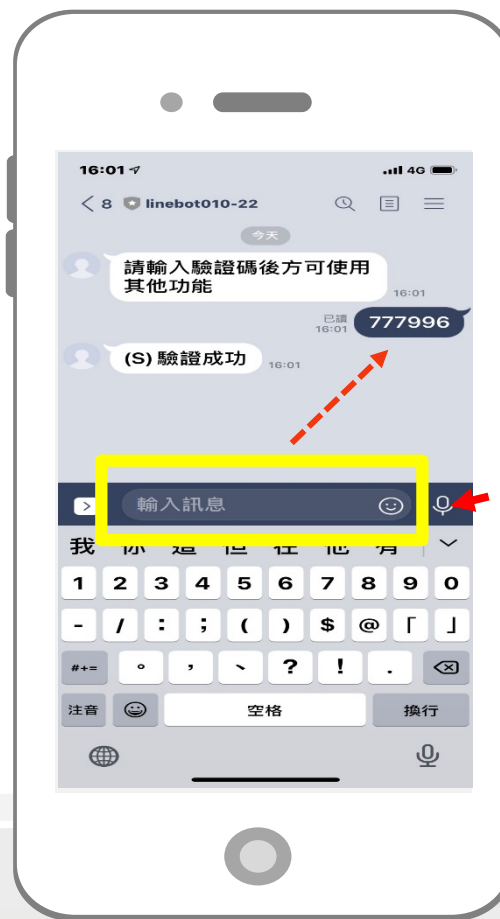 16:01
4G
8 linebot010-22
今天
請輸入驗證碼後方可使用
其他功能
16:01
已讀
16:01
777996
(S) 驗證成功
16:01
輸入訊息
我 你 這 但 在 他 有
1 2 3 4 5 6 7 8 9 0
- / : ; ( ) $ @ 「 」
#+= 。 , 、 ? ! .
注音 空格 換行